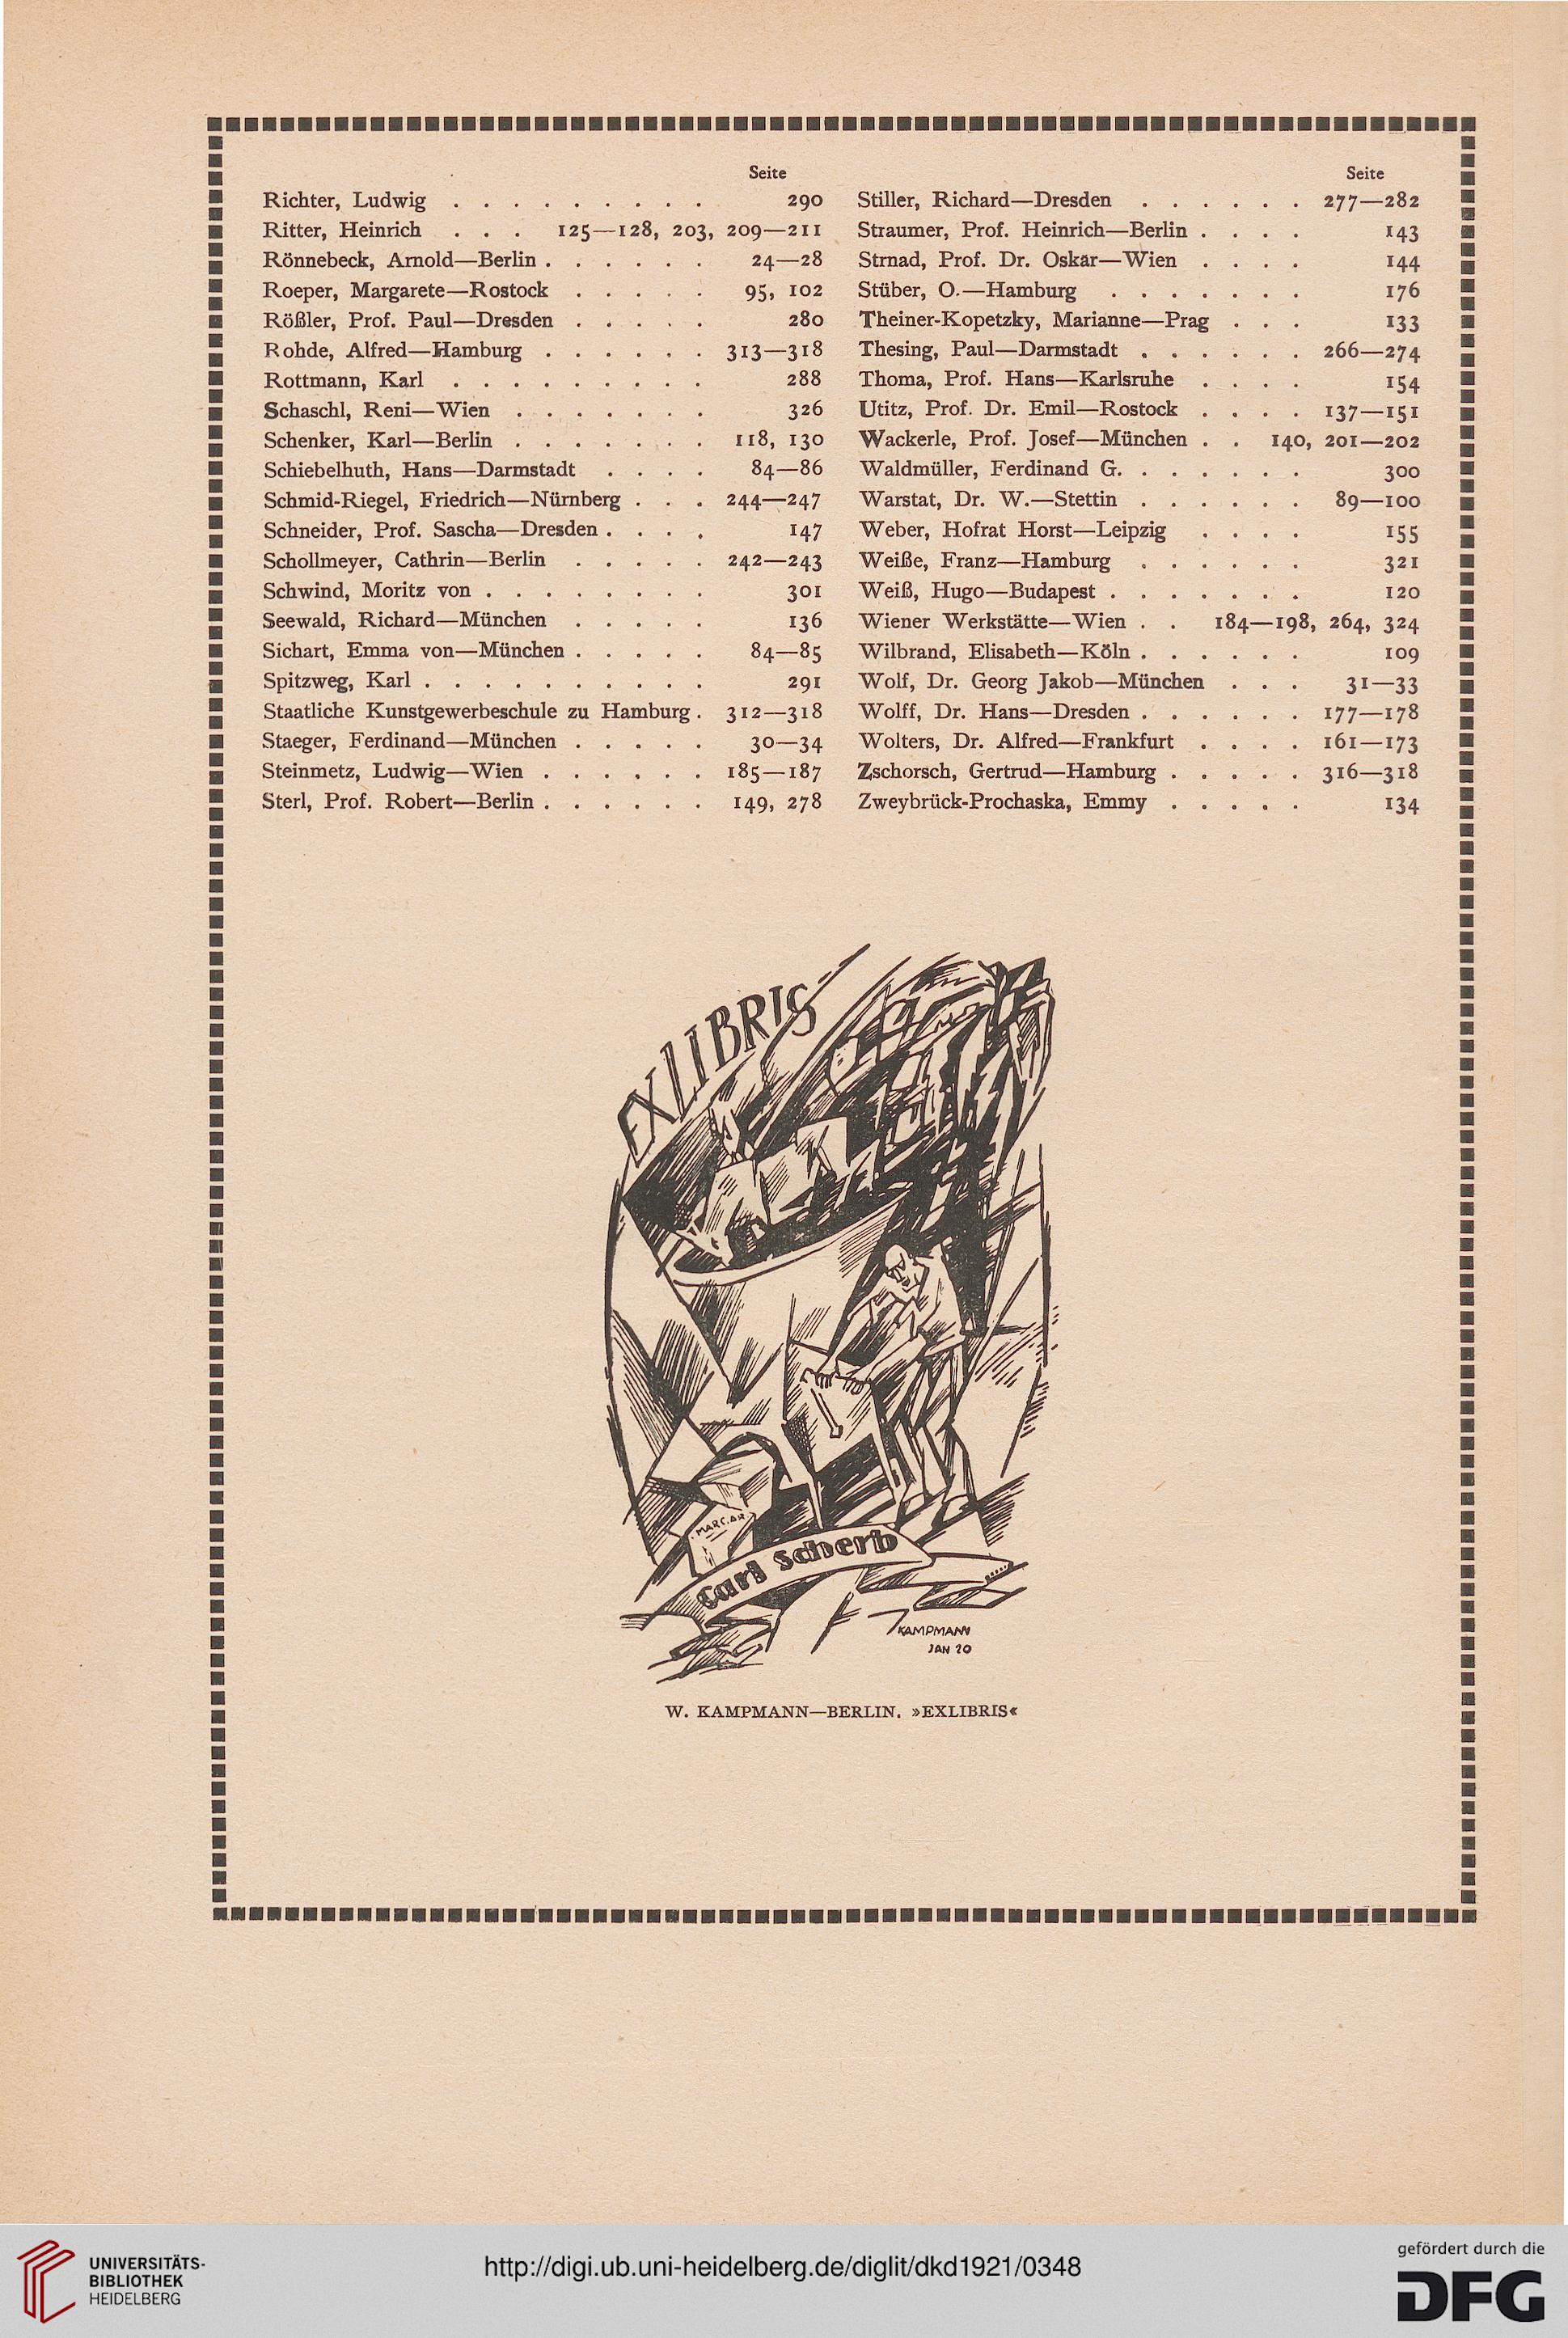 Seite
Richter, Ludwig . . . . . . . . . 290
Ritter, Heinrich . . . 125—128, 203, 209—211
Rönnebeck, Arnold—Berlin . . . . . . 24—28
Roeper, Margarete—Rostock . . . . . 95, 102
Rößler, Prof. Paul—Dresden . . . . . 280
Rohde, Alfred—Hamburg . . . . . . 313—318
Rottmann, Karl . . . . . . . . . 288
Schaschl, Reni—Wien . . . . . . . 326
Schenker, Karl—Berlin . . . . . . . 118, 130
Schiebelhuth, Hans—Darmstadt . . . . 84—86
Schmid-Riegel, Friedrich—Nürnberg . . . 244—247
Schneider, Prof. Sascha—Dresden . . . . 147
Schollmeyer, Cathrin—Berlin . . . . . 242—243
Schwind, Moritz von . . . . . . . . 301
Seewald, Richard—München . . . . . 136
Sichart, Emma von—München . . . . . 84—85
Spitzweg, Karl . . . . . . . . . . 291
Staatliche Kunstgewerbeschule zu Hamburg . 312—318
Staeger, Ferdinand—München . . . . . 30—34
Steinmetz, Ludwig—Wien . . . . . . 185—187
Sterl, Prof. Robert—Berlin . . . . . . 149, 278
Seite
Stiller, Richard—Dresden . . . . . . 277—282
Straumer, Prof. Heinrich—Berlin . . . . 143
Strnad, Prof. Dr. Oskar—Wien . . . . 144
Stüber, O.—Hamburg . . . . . . . 176
Theiner-Kopetzky, Marianne—Prag . . . 133
Thesing, Paul—Darmstadt . . . . . . 266—274
Thoma, Prof. Hans—Karlsruhe . . . . 154
Utitz, Prof. Dr. Emil—Rostock . . . . 137—151
Wackerle, Prof. Josef—München . . 140, 201—202
Waldmüller, Ferdinand G. . . . . . . 300
Warstat, Dr. W.—Stettin . . . . . . 89—100
Weber, Hofrat Horst—Leipzig . . . . 155
Weiße, Franz—Hamburg . . . . . . 321
Weiß, Hugo—Budapest . . . . . . . 120
Wiener Werkstätte—Wien . . 184—198, 264, 324
Wilbrand, Elisabeth—Köln . . . . . . 109
Wolf, Dr. Georg Jakob—München . . . 31—33
Wolff, Dr. Hans—Dresden . . . . . . 177—178
Wolters, Dr. Alfred—Frankfurt . . . . 161—173
Zschorsch, Gertrud—Hamburg . . . . . 316—318
Zweybrück-Prochaska, Emmy . . . . . 134
EXLIBRIS
Carl Scherb
KAMPMANN
JAN 20
W. KAMPMANN—BERLIN. »EXLIBRIS«
UNIVERSITÄTS-
BIBLIOTHEK
HEIDELBERG
http://digi.ub.uni-heidelberg.de/diglit/dkd1921/0348
gefördert durch die
DFG